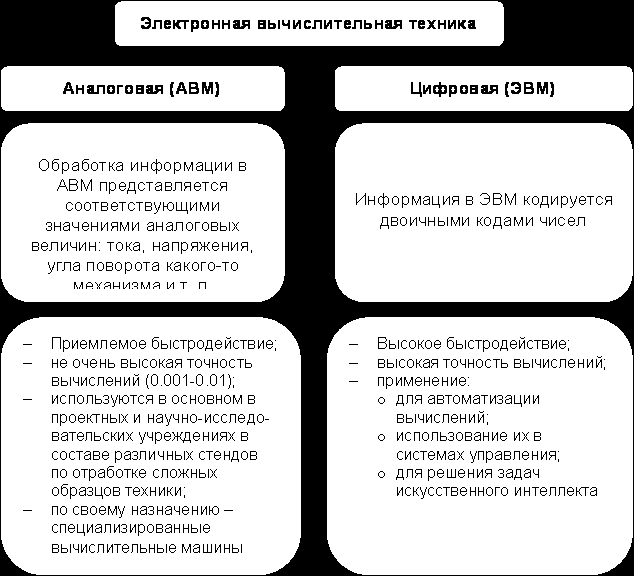 Электронная вычислительная техника
Аналоговая (АВМ)
Обработка информации в
АВМ представляется
соответствующими
значениями аналоговых
величин: тока, напряжения,
угла поворота какого-то
механизма и т. п
– Приемлемое быстродействие;
– не очень высокая точность
вычислений (0.001-0.01);
– используются в основном в
проектных и научно-исследо-
вательских учреждениях в
составе различных стендов
по отработке сложных
образцов техники;
– по своему назначению –
специализированные
вычислительные машины
Цифровая (ЭВМ)
Информация в ЭВМ кодируется
двоичными кодами чисел
– Высокое быстродействие;
– высокая точность вычислений;
– применение:
o для автоматизации
вычислений;
o использование их в
системах управления;
o для решения задач
искусственного интеллекта